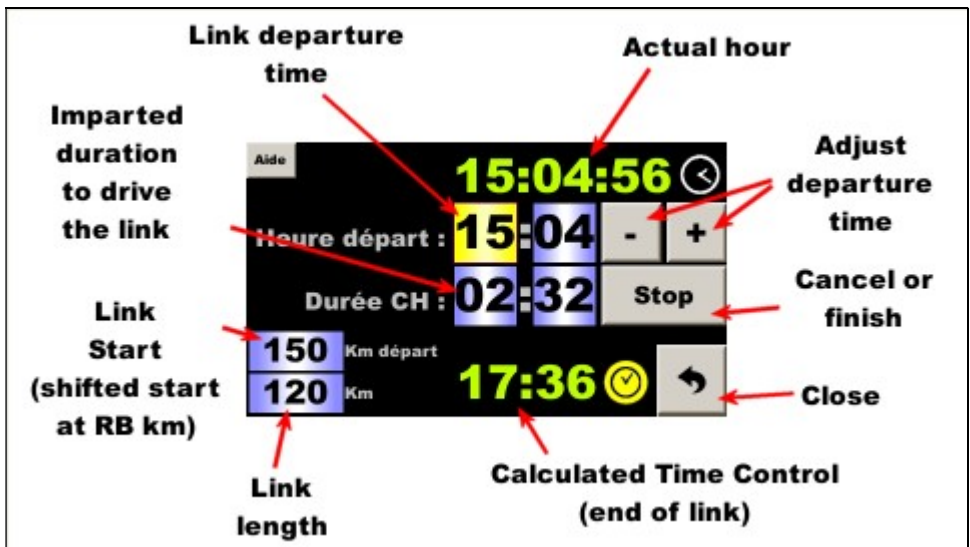 Link departure
time
Actual hour
Imparted
duration
to drive
the link
Adjust
departure
time
Aide
15:04:56
Heure départ : 15:04 - +
Durée CH : 02:32 Stop
Cancel or
finish
Link
Start
(shifted start
at RB km)
150 Km départ
120 Km
17:36
Close
Link
length
Calculated Time Control
(end of link)